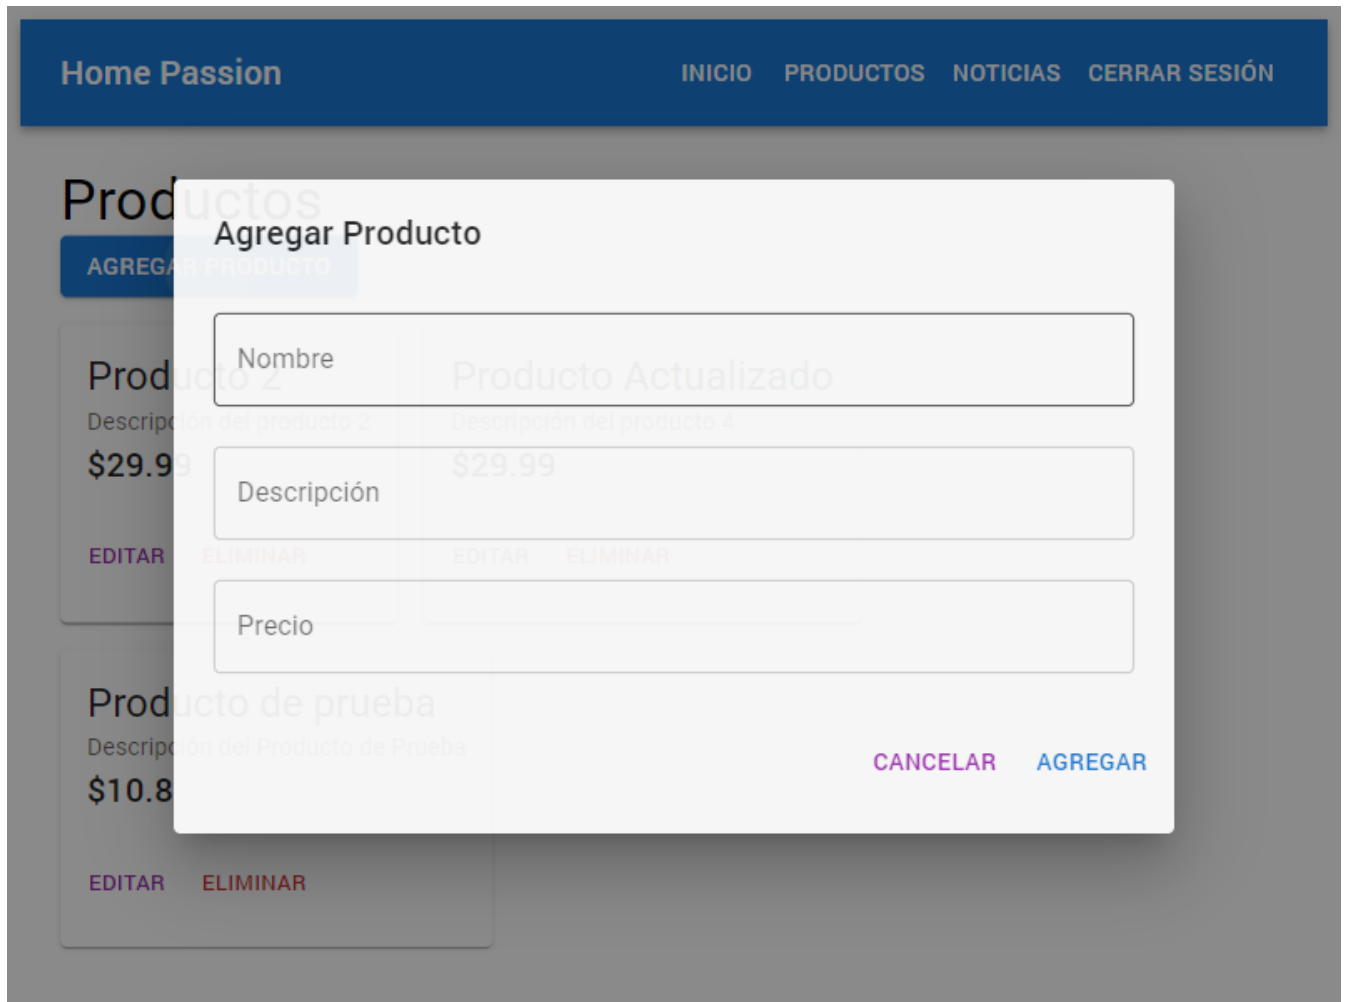 Home Passion
INICIO PRODUCTOS NOTICIAS CERRAR SESIÓN
Productos
AGREGAR PRODUCTO
Agregar Producto
Nombre
Descripción
Precio
CANCELAR AGREGAR
Producto 2
Descripción del producto 2
$29.99
EDITAR ELIMINAR
Producto Actualizado
Descripción del producto 4
$29.99
EDITAR ELIMINAR
Producto de prueba
Descripción del Producto de Prueba
$10.8
EDITAR ELIMINAR